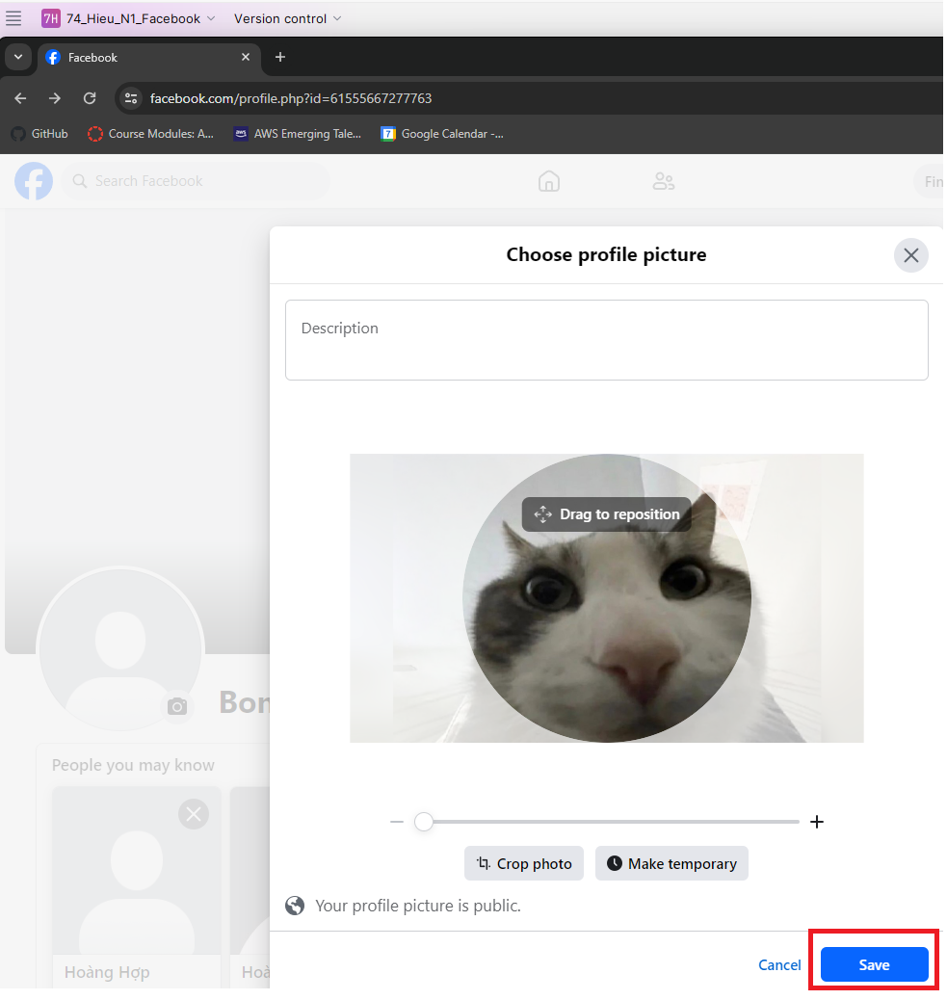 7H 74_Hieu_N1_Facebook Version control
Facebook
facebook.com/profile.php?id=61555667277763
GitHub Course Modules: A... aws AWS Emerging Tale... 7 Google Calendar -...
Search Facebook
Fin
Choose profile picture
Description
Drag to reposition
Bon
People you may know
Crop photo Make temporary
Your profile picture is public.
Hoàng Hợp Hoà
Cancel Save